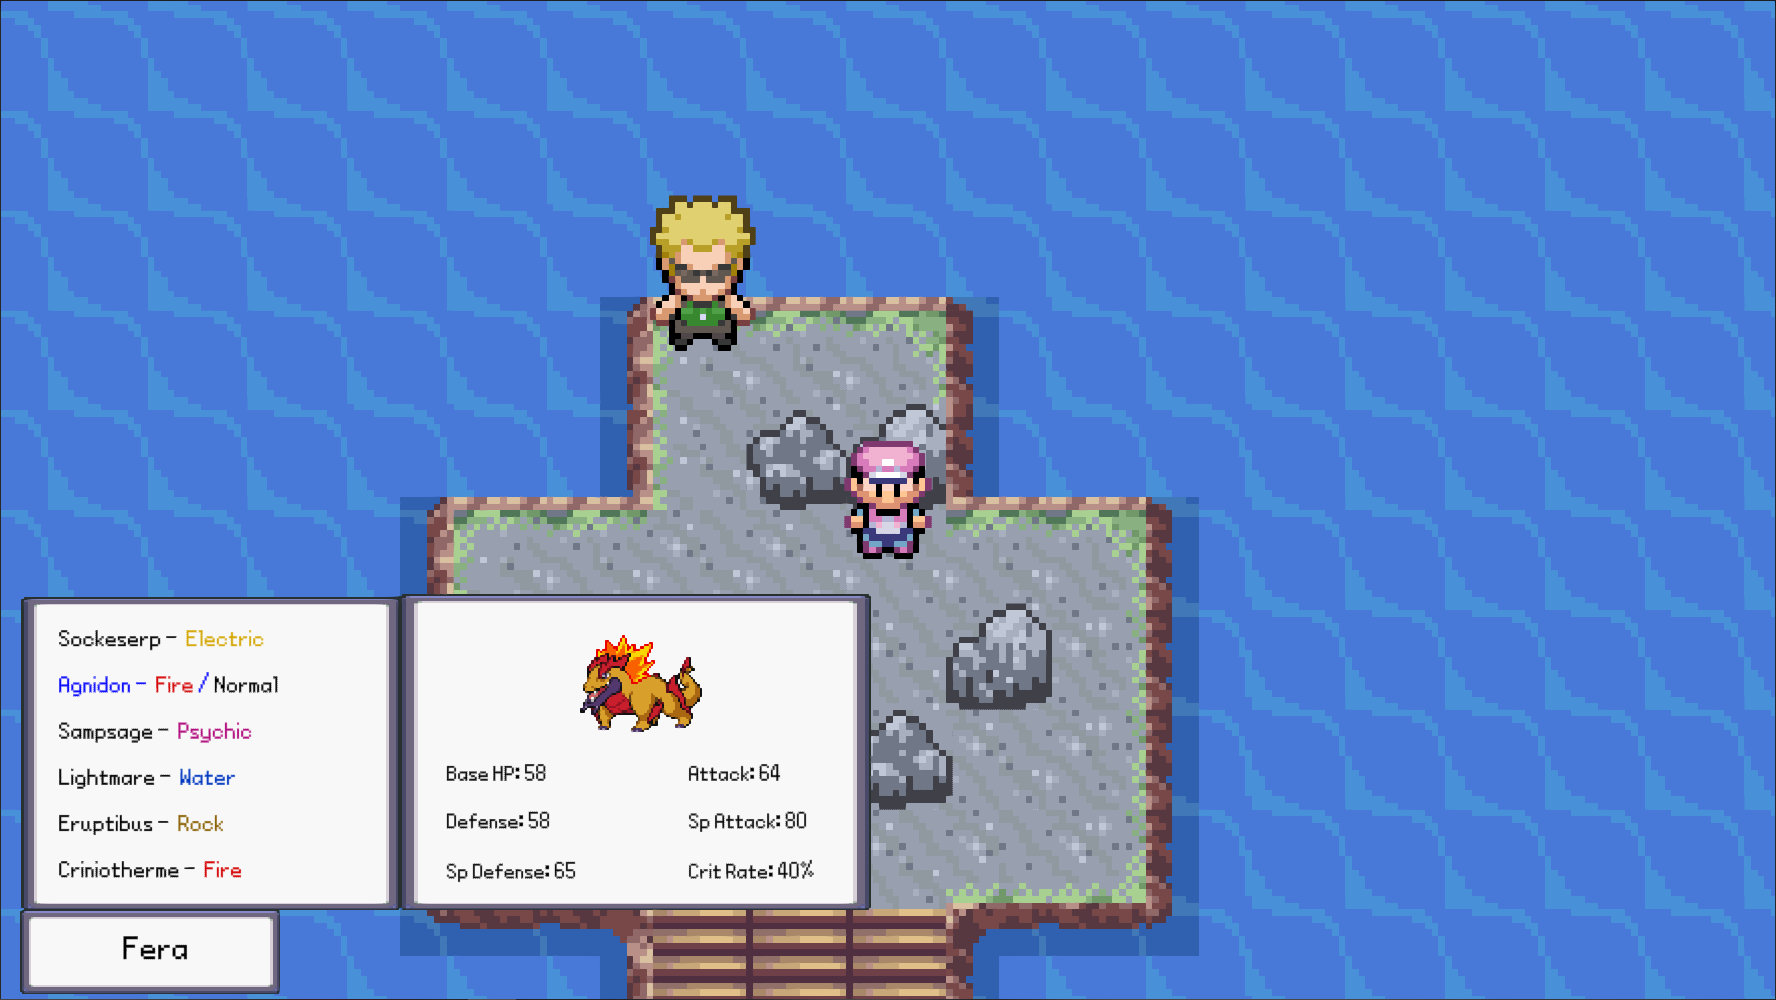 Sockeserp - Electric
Agnidon - Fire / Normal
Sampsage - Psychic
Lightmare - Water
Eruptibus - Rock
Criniotherme - Fire
Base HP: 58
Attack: 64
Defense: 58
Sp Attack: 80
Sp Defense: 65
Crit Rate: 40%
Fera